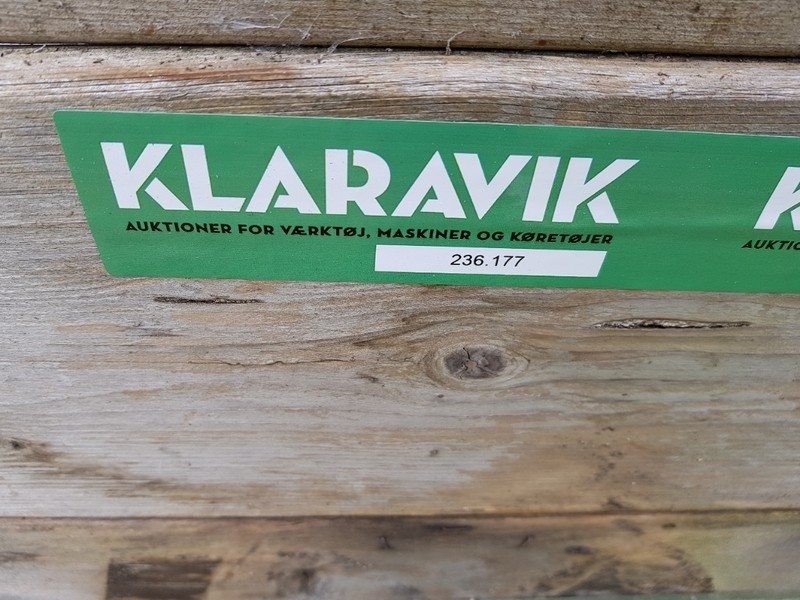 KLARAVIK
AUKTIONER FOR VÆRKTØJ, MASKINER OG KØRETØJER
236.177